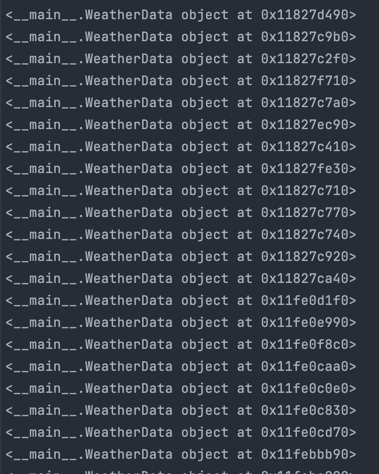 <__main__.WeatherData object at 0x11827d490>
<__main__.WeatherData object at 0x11827c9b0>
<__main__.WeatherData object at 0x11827c2f0>
<__main__.WeatherData object at 0x11827f710>
<__main__.WeatherData object at 0x11827c7a0>
<__main__.WeatherData object at 0x11827ec90>
<__main__.WeatherData object at 0x11827c410>
<__main__.WeatherData object at 0x11827fe30>
<__main__.WeatherData object at 0x11827c710>
<__main__.WeatherData object at 0x11827c770>
<__main__.WeatherData object at 0x11827c740>
<__main__.WeatherData object at 0x11827c920>
<__main__.WeatherData object at 0x11827ca40>
<__main__.WeatherData object at 0x11fe0d1f0>
<__main__.WeatherData object at 0x11fe0e990>
<__main__.WeatherData object at 0x11fe0f8c0>
<__main__.WeatherData object at 0x11fe0caa0>
<__main__.WeatherData object at 0x11fe0c0e0>
<__main__.WeatherData object at 0x11fe0c830>
<__main__.WeatherData object at 0x11fe0cd70>
<__main__.WeatherData object at 0x11febbb90>
<__main__.WeatherData object at